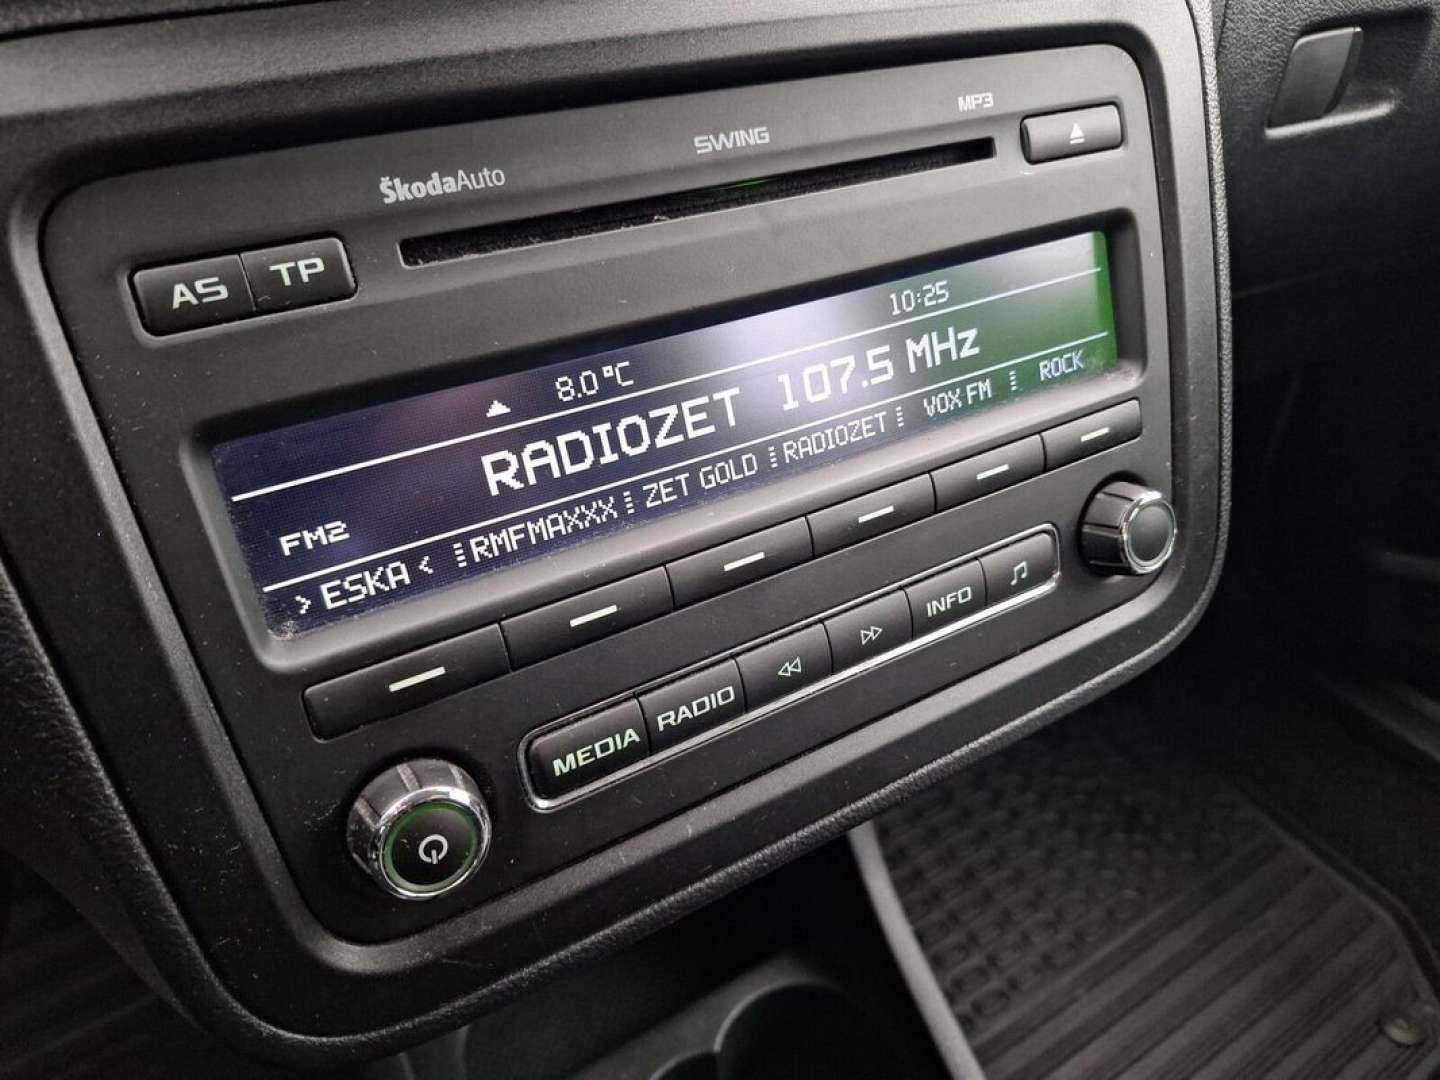 MP3
SWING
ŠkodaAuto
AS TP
8.0°C 10:25
RADIOZET 107.5 MHz
FM2
> ESKA < RMFMAXXX ZET GOLD RADIOZET VOX FM ROCK
MEDIA RADIO INFO